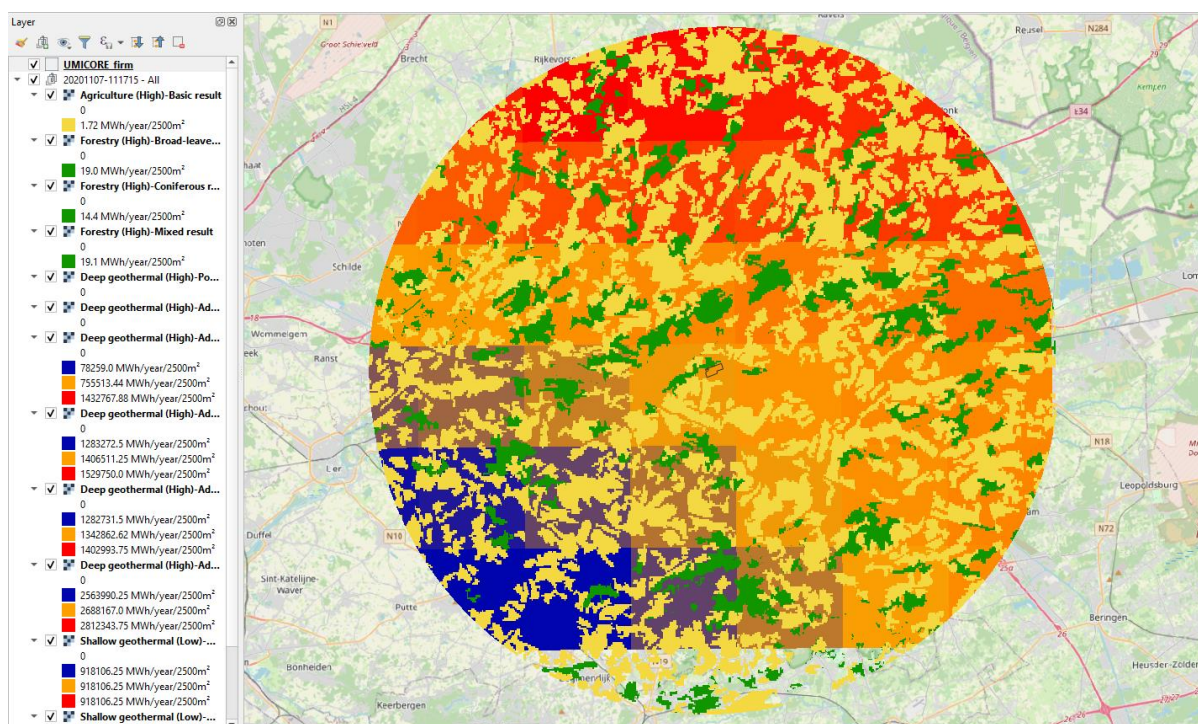 Layer
UMICORE firm
20201107-111715 - All
Agriculture (High)-Basic result
0
1.72 MWh/year/2500m²
Forestry (High)-Broad-leave...
0
19.0 MWh/year/2500m²
Forestry (High)-Coniferous r...
0
14.4 MWh/year/2500m²
Forestry (High)-Mixed result
0
19.1 MWh/year/2500m²
Deep geothermal (High)-Po...
0
Deep geothermal (High)-Ad...
0
Deep geothermal (High)-Ad...
0
78259.0 MWh/year/2500m²
755513.44 MWh/year/2500m²
1432767.88 MWh/year/2500m²
Deep geothermal (High)-Ad...
0
1283272.5 MWh/year/2500m²
1406511.25 MWh/year/2500m²
1529750.0 MWh/year/2500m²
Deep geothermal (High)-Ad...
0
1282731.5 MWh/year/2500m²
1342862.62 MWh/year/2500m²
1402993.75 MWh/year/2500m²
Deep geothermal (High)-Ad...
0
2563990.25 MWh/year/2500m²
2688167.0 MWh/year/2500m²
2812343.75 MWh/year/2500m²
Shallow geothermal (Low)-...
0
918106.25 MWh/year/2500m²
918106.25 MWh/year/2500m²
918106.25 MWh/year/2500m²
Shallow geothermal (Low)-...
N1
Ravels
Reusel
N284
Groot Schietveld
Brecht
Rijkevors
Kempen
E34
Schilde
Wommelgem
Ranst
Lier
N18
Leopoldsburg
Duffel
N10
N72
Sint-Katelijne-
Waver
Putte
Beringen
26
Bonheiden
N19
Heusder-Zolder
Keerbergen